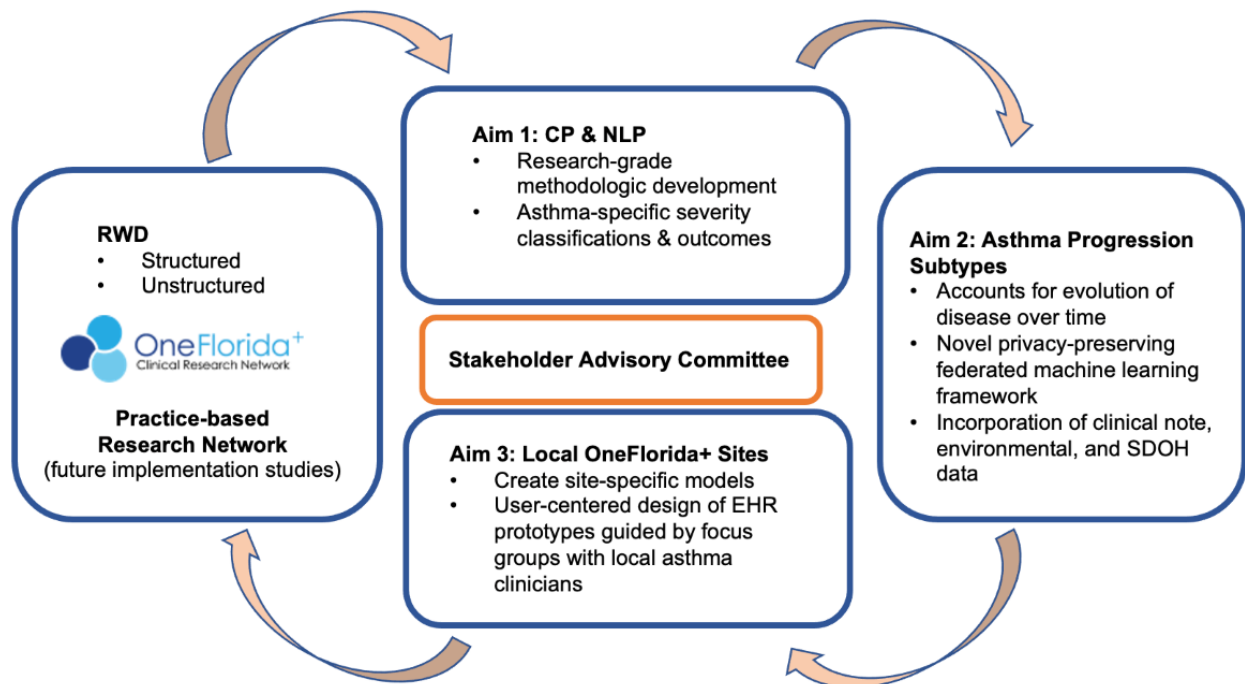 RWD
• Structured
• Unstructured
OneFlorida+
Clinical Research Network
Practice-based
Research Network
(future implementation studies)
Aim 1: CP & NLP
• Research-grade
methodologic development
• Asthma-specific severity
classifications & outcomes
Stakeholder Advisory Committee
Aim 3: Local OneFlorida+ Sites
• Create site-specific models
• User-centered design of EHR
prototypes guided by focus
groups with local asthma
clinicians
Aim 2: Asthma Progression
Subtypes
• Accounts for evolution of
disease over time
• Novel privacy-preserving
federated machine learning
framework
• Incorporation of clinical note,
environmental, and SDOH
data